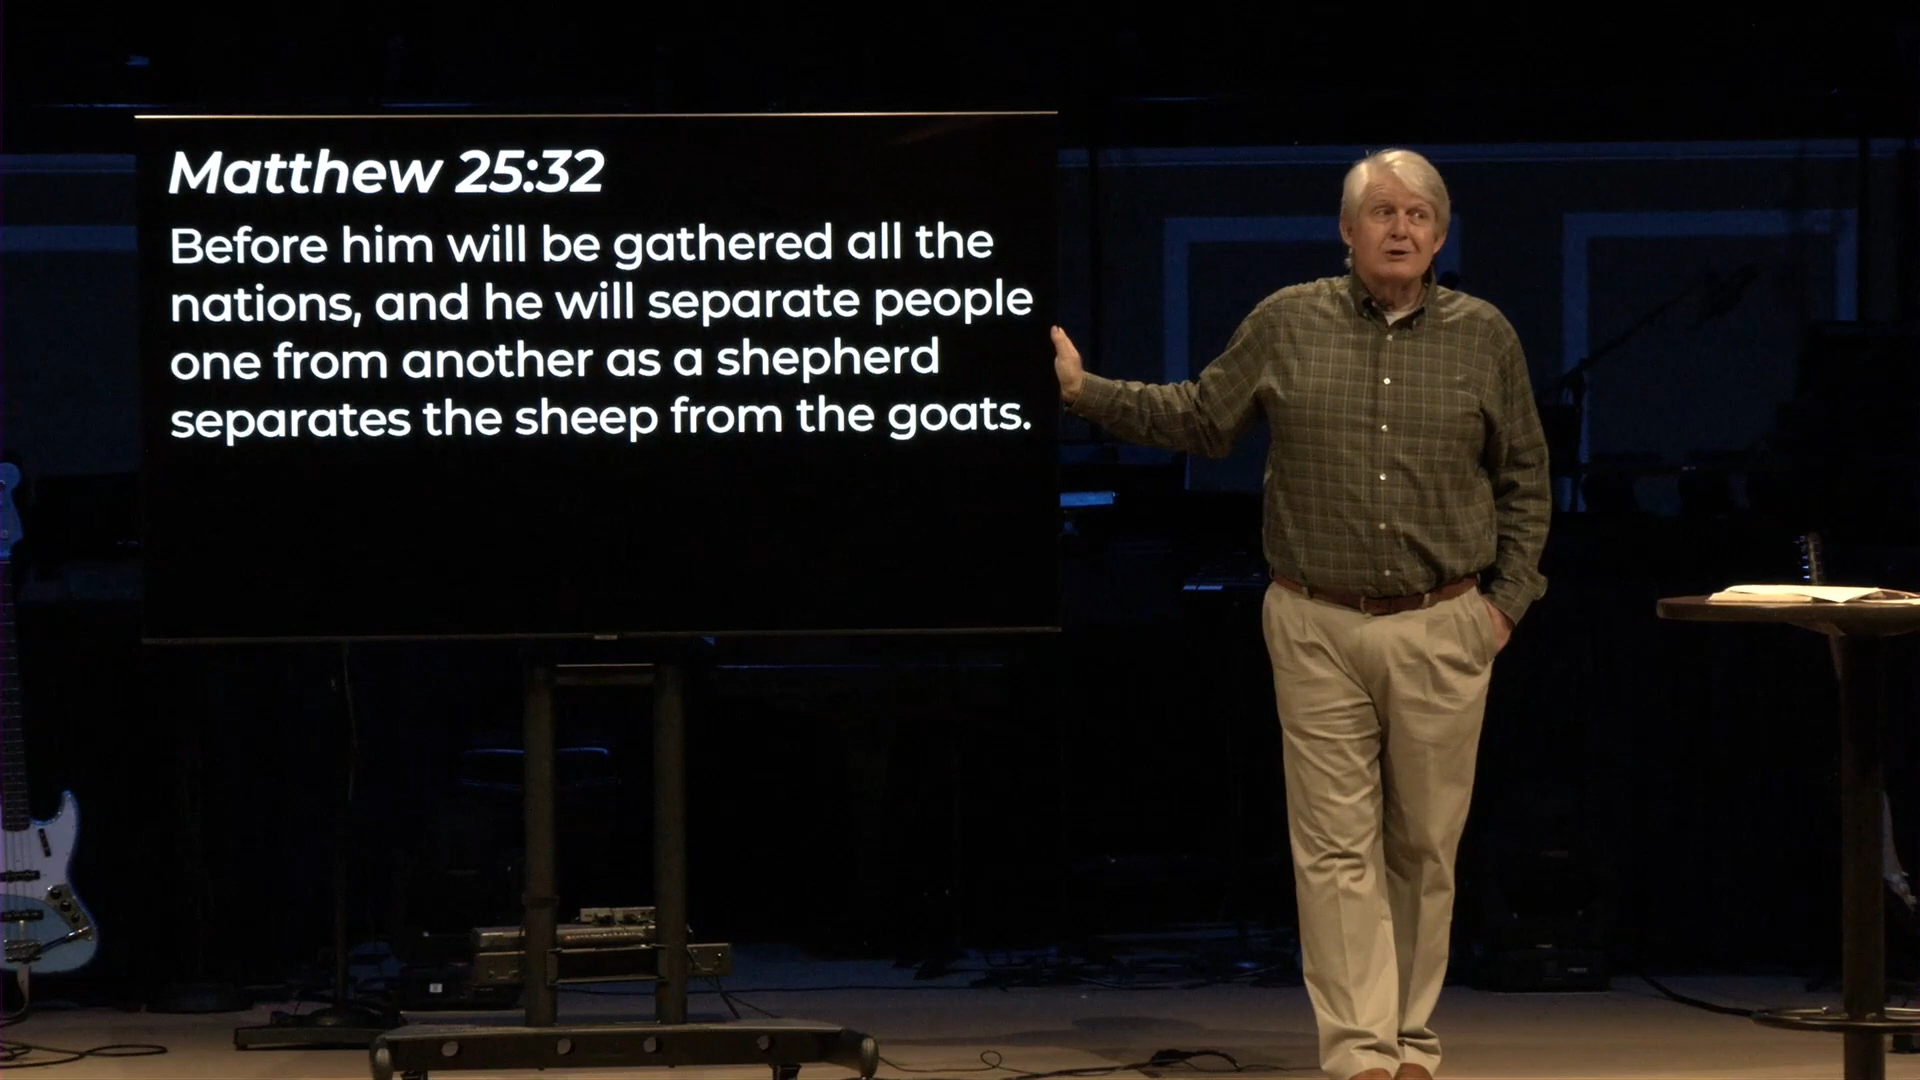 Matthew 25:32
Before him will be gathered all the
nations, and he will separate people
one from another as a shepherd
separates the sheep from the goats.